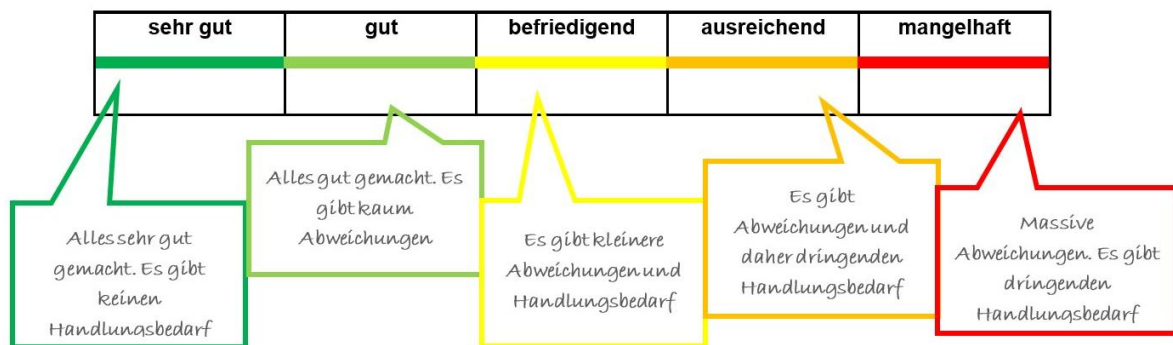 sehr gut
gut
befriedigend
ausreichend
mangelhaft
Alles sehr gut
gemacht. Es gibt
keinen
Handlungsbedarf
Alles gut gemacht. Es
gibt kaum
Abweichungen
Es gibt kleinere
Abweichungen und
Handlungsbedarf
Es gibt
Abweichungen und
daher dringenden
Handlungsbedarf
Massive
Abweichungen. Es gibt
dringenden
Handlungsbedarf